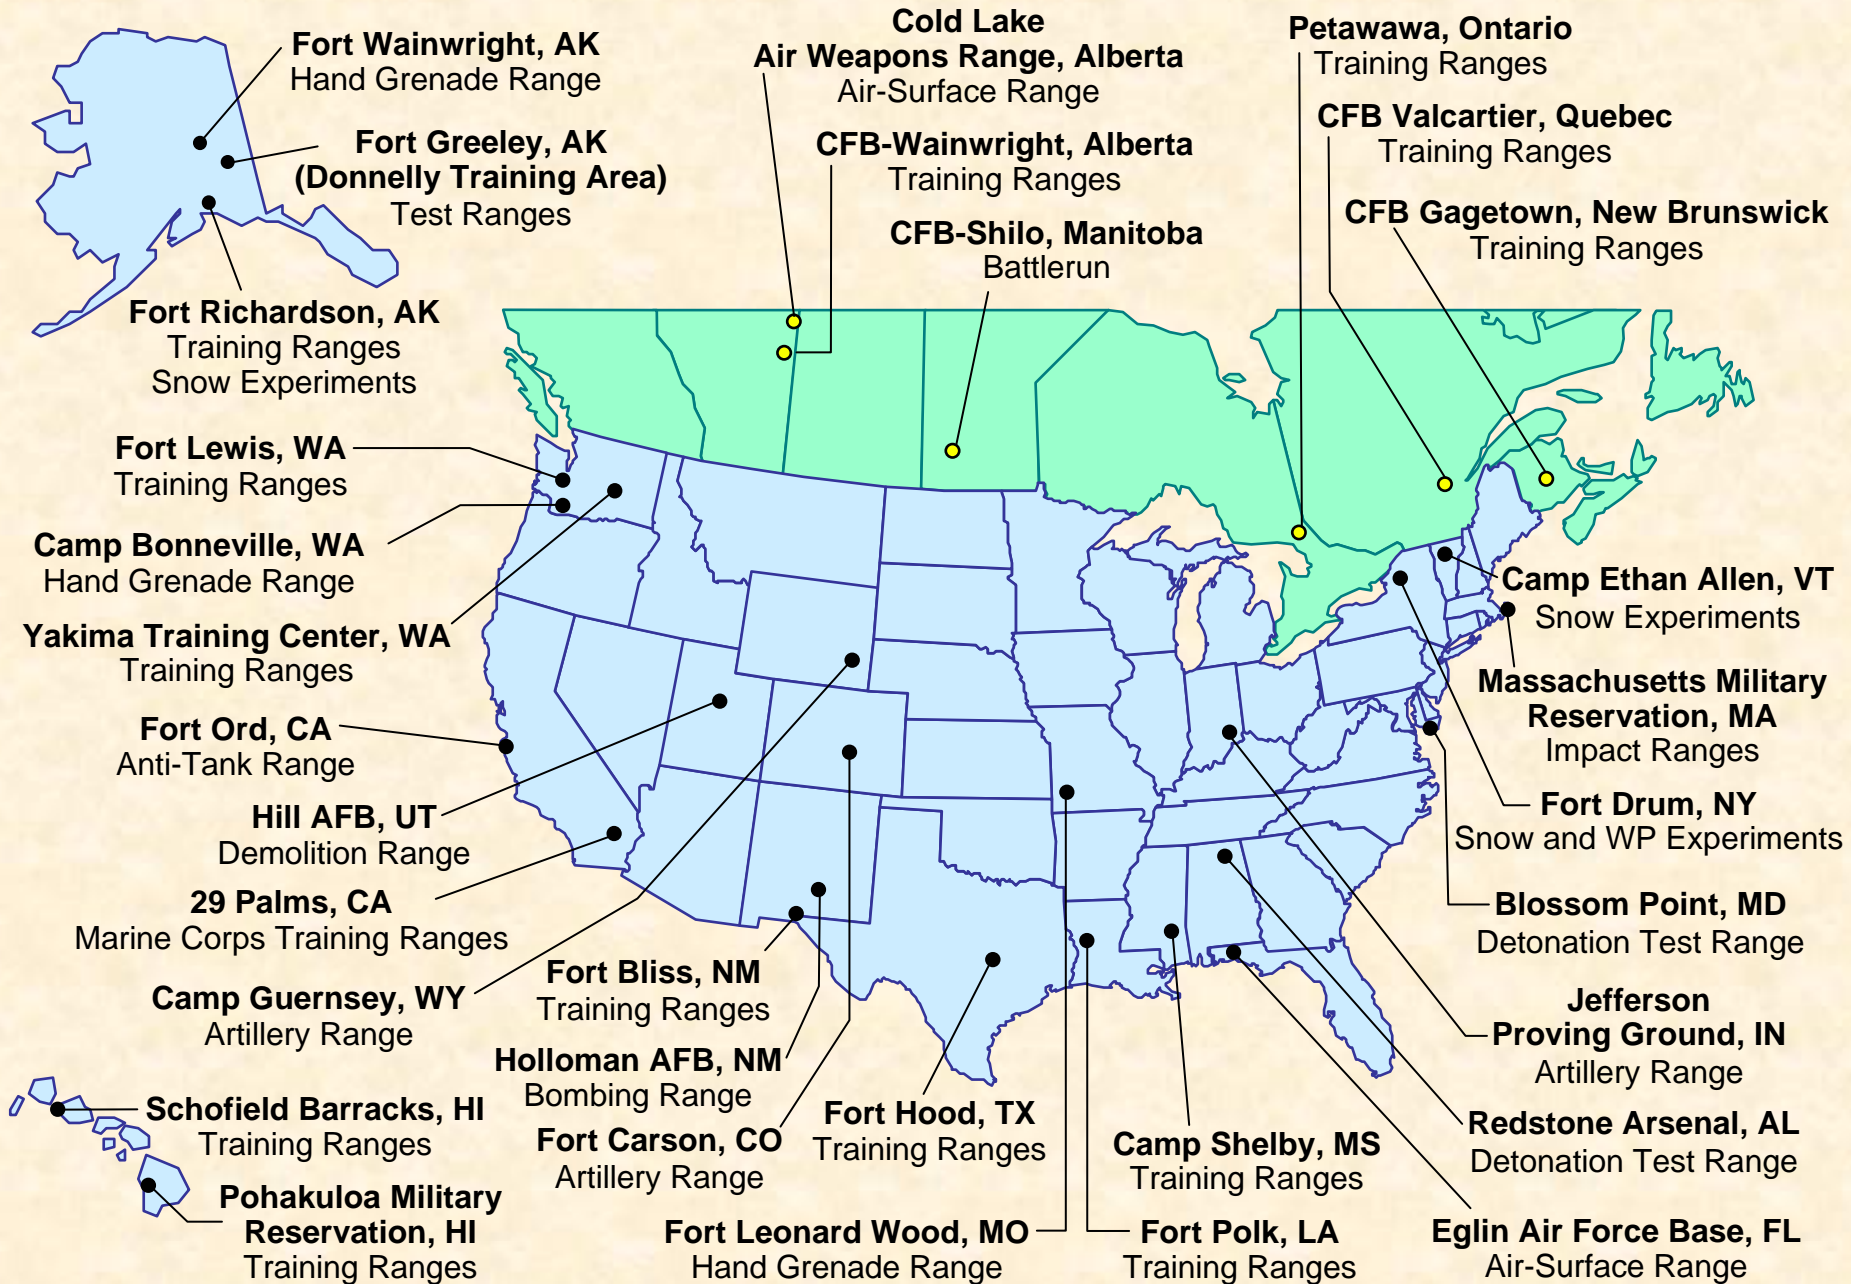 Fort Wainwright, AK
Hand Grenade Range
Fort Greeley, AK
(Donnelly Training Area)
Test Ranges
Fort Richardson, AK
Training Ranges
Snow Experiments
Cold Lake
Air Weapons Range, Alberta
Air-Surface Range
CFB-Wainwright, Alberta
Training Ranges
CFB-Shilo, Manitoba
Battlerun
Petawawa, Ontario
Training Ranges
CFB Valcartier, Quebec
Training Ranges
CFB Gagetown, New Brunswick
Training Ranges
Fort Lewis, WA
Training Ranges
Camp Bonneville, WA
Hand Grenade Range
Yakima Training Center, WA
Training Ranges
Fort Ord, CA
Anti-Tank Range
Hill AFB, UT
Demolition Range
29 Palms, CA
Marine Corps Training Ranges
Camp Guernsey, WY
Artillery Range
Camp Ethan Allen, VT
Snow Experiments
Massachusetts Military
Reservation, MA
Impact Ranges
Fort Drum, NY
Snow and WP Experiments
Blossom Point, MD
Detonation Test Range
Jefferson
Proving Ground, IN
Artillery Range
Redstone Arsenal, AL
Detonation Test Range
Eglin Air Force Base, FL
Air-Surface Range
Fort Bliss, NM
Training Ranges
Holloman AFB, NM
Bombing Range
Fort Carson, CO
Artillery Range
Fort Hood, TX
Training Ranges
Camp Shelby, MS
Training Ranges
Fort Leonard Wood, MO
Hand Grenade Range
Fort Polk, LA
Training Ranges
Schofield Barracks, HI
Training Ranges
Pohakuloa Military
Reservation, HI
Training Ranges